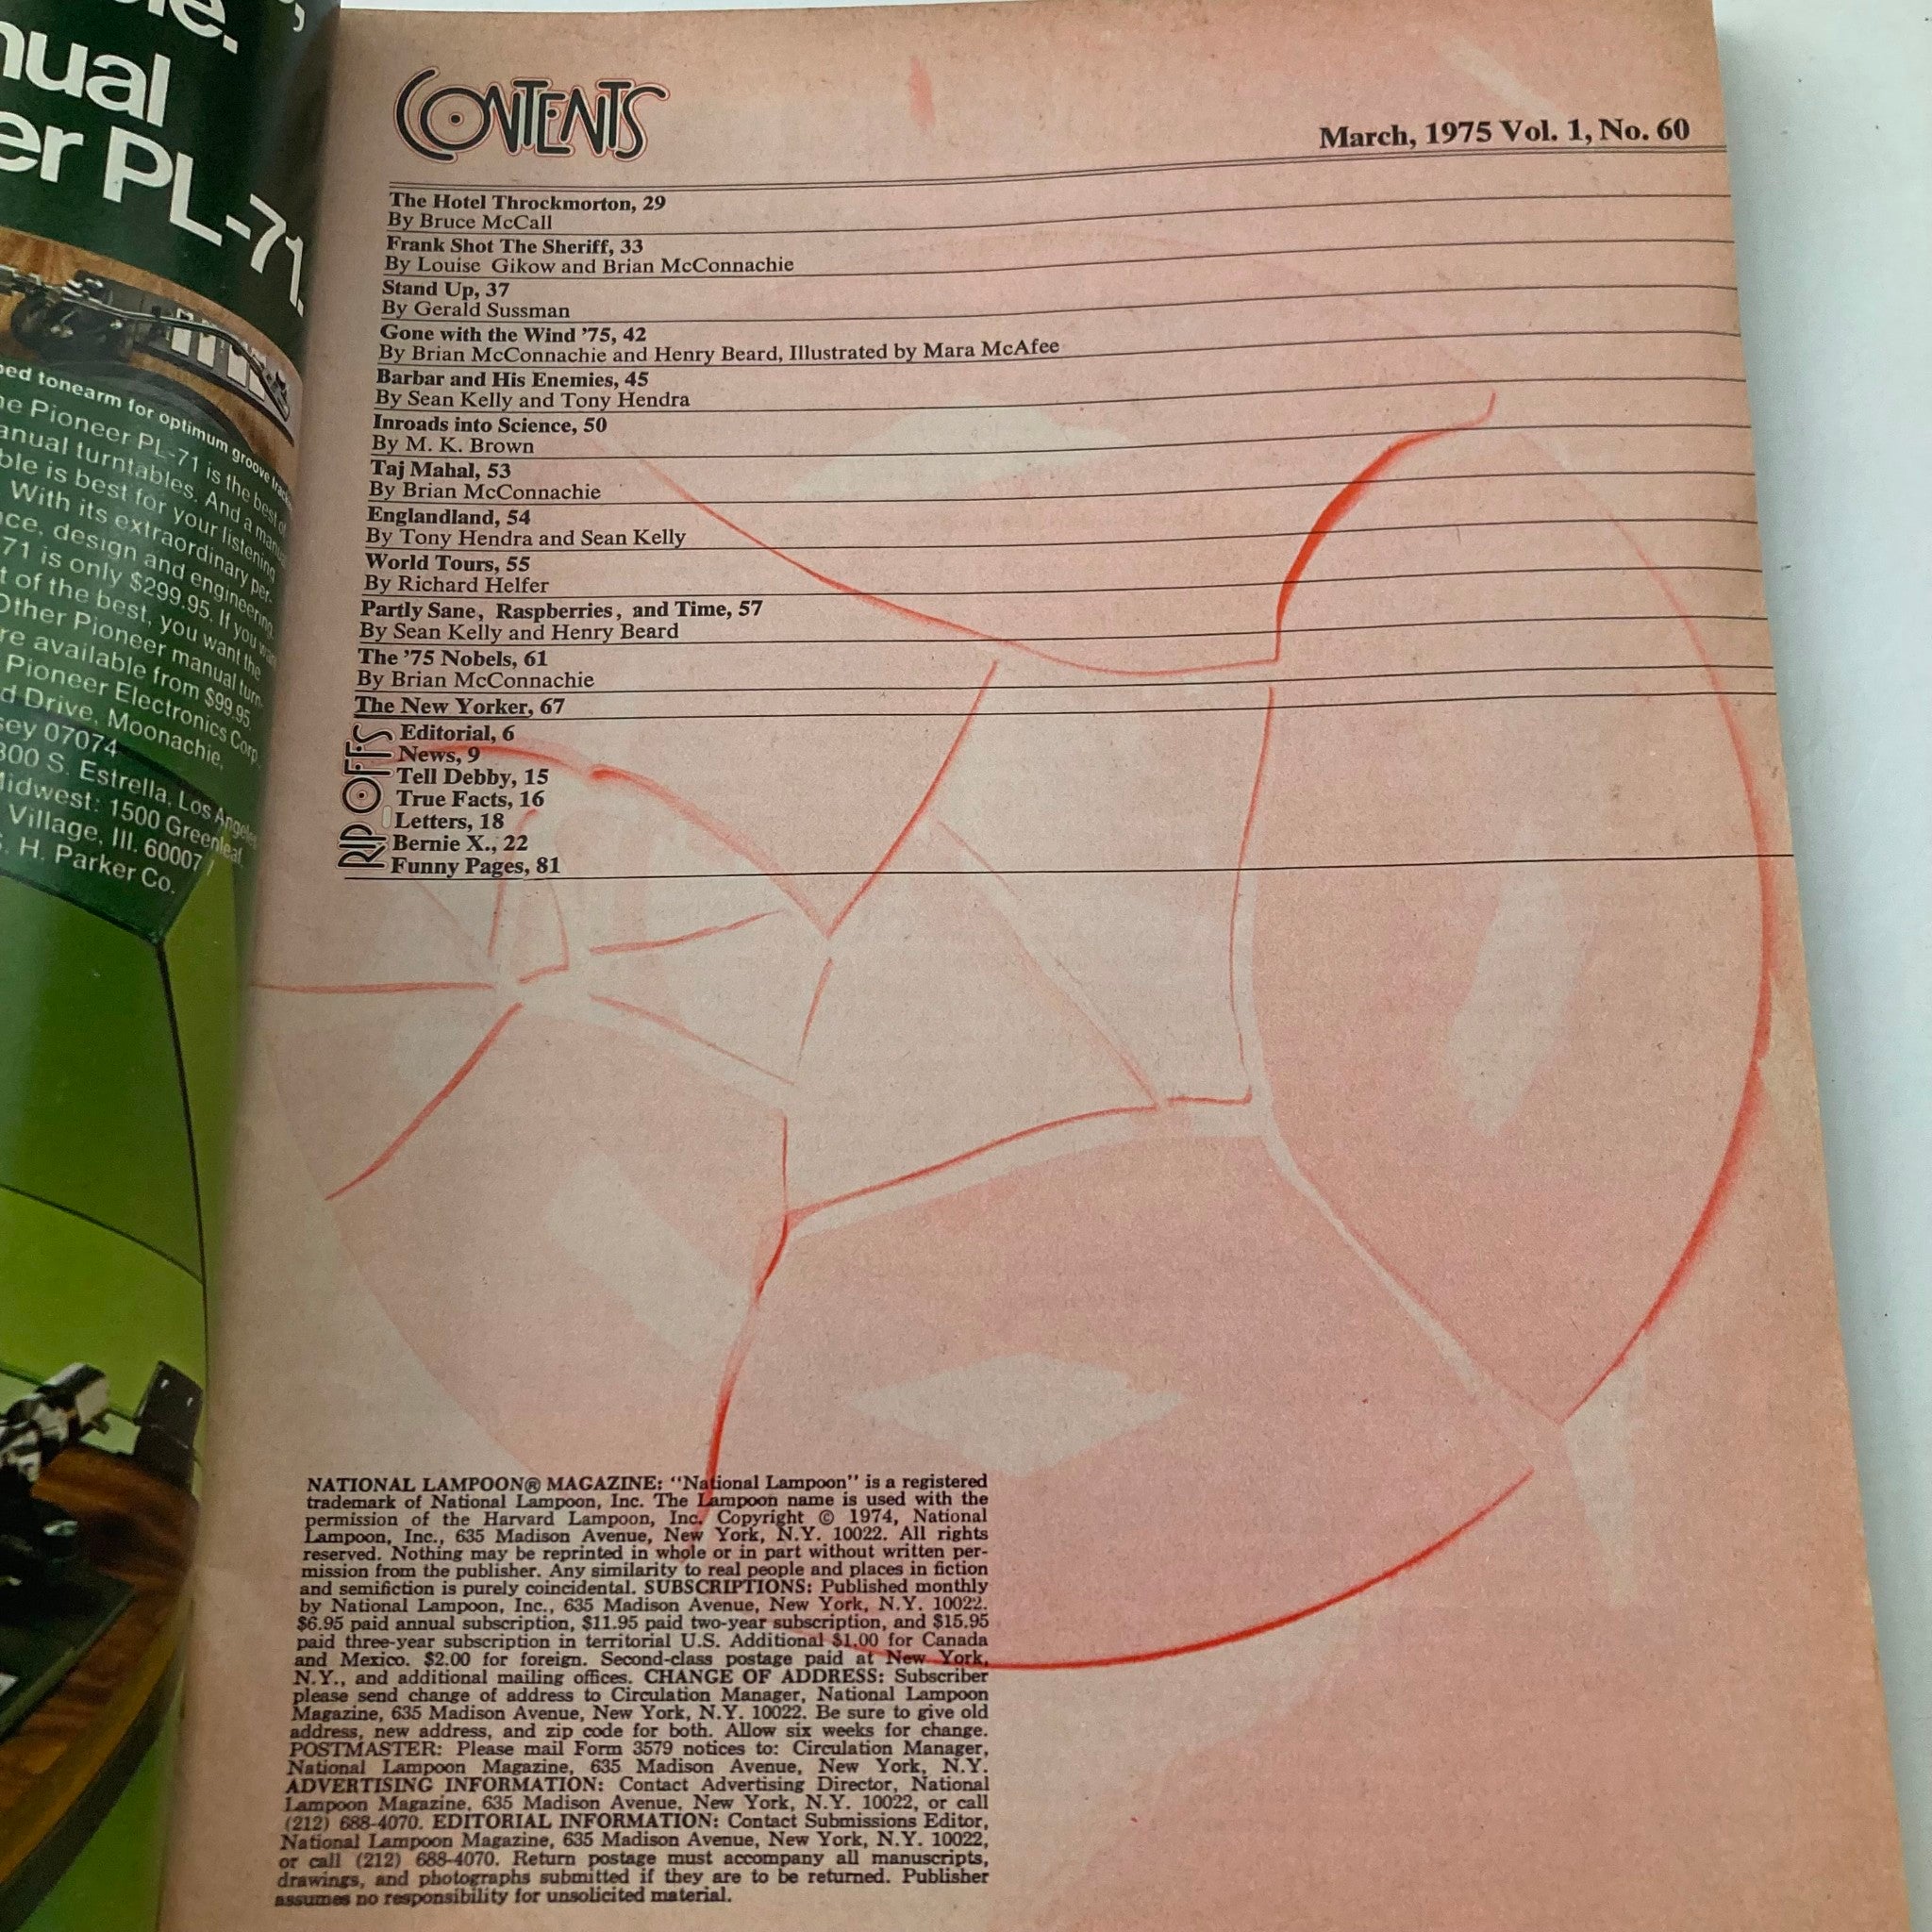 ole.
nual
er PL-71.
ped tonearm for optimum groove
he Pioneer PL-71 is the best of
anual turntables. And a manual
ble is best for your listening
With its extraordinary per-
ce, design and engineering
71 is only $299.95. If you want
t of the best, you want the
Other Pioneer manual turn-
re available from $99.95
Pioneer Electronics Corp.
d Drive, Moonachie,
sey 07074
300 S. Estrella, Los Angeles
Midwest: 1500 Greenleaf
Village, Ill. 60007 /
. H. Parker Co.
CONTENTS
March, 1975 Vol. 1, No. 60
The Hotel Throckmorton, 29
By Bruce McCall
Frank Shot The Sheriff, 33
By Louise Gikow and Brian McConnachie
Stand Up, 37
By Gerald Sussman
Gone with the Wind ’75, 42
By Brian McConnachie and Henry Beard, Illustrated by Mara McAfee
Barbar and His Enemies, 45
By Sean Kelly and Tony Hendra
Inroads into Science, 50
By M. K. Brown
Taj Mahal, 53
By Brian McConnachie
Englandland, 54
By Tony Hendra and Sean Kelly
World Tours, 55
By Richard Helfer
Partly Sane, Raspberries, and Time, 57
By Sean Kelly and Henry Beard
The ’75 Nobels, 61
By Brian McConnachie
The New Yorker, 67
RIP OFFS
Editorial, 6
News, 9
Tell Debby, 15
True Facts, 16
Letters, 18
Bernie X., 22
Funny Pages, 81
NATIONAL LAMPOON® MAGAZINE: “National Lampoon” is a registered
trademark of National Lampoon, Inc. The Lampoon name is used with the
permission of the Harvard Lampoon, Inc. Copyright © 1974, National
Lampoon, Inc., 635 Madison Avenue, New York, N.Y. 10022. All rights
reserved. Nothing may be reprinted in whole or in part without written per-
mission from the publisher. Any similarity to real people and places in fiction
and semifiction is purely coincidental. SUBSCRIPTIONS: Published monthly
by National Lampoon, Inc., 635 Madison Avenue, New York, N.Y. 10022.
$6.95 paid annual subscription, $11.95 paid two-year subscription, and $15.95
paid three-year subscription in territorial U.S. Additional $1.00 for Canada
and Mexico. $2.00 for foreign. Second-class postage paid at New York,
N.Y., and additional mailing offices. CHANGE OF ADDRESS: Subscriber
please send change of address to Circulation Manager, National Lampoon
Magazine, 635 Madison Avenue, New York, N.Y. 10022. Be sure to give old
address, new address, and zip code for both. Allow six weeks for change.
POSTMASTER: Please mail Form 3579 notices to: Circulation Manager,
National Lampoon Magazine, 635 Madison Avenue, New York, N.Y.
ADVERTISING INFORMATION: Contact Advertising Director, National
Lampoon Magazine, 635 Madison Avenue, New York, N.Y. 10022, or call
(212) 688-4070. EDITORIAL INFORMATION: Contact Submissions Editor,
National Lampoon Magazine, 635 Madison Avenue, New York, N.Y. 10022,
or call (212) 688-4070. Return postage must accompany all manuscripts,
drawings, and photographs submitted if they are to be returned. Publisher
assumes no responsibility for unsolicited material.